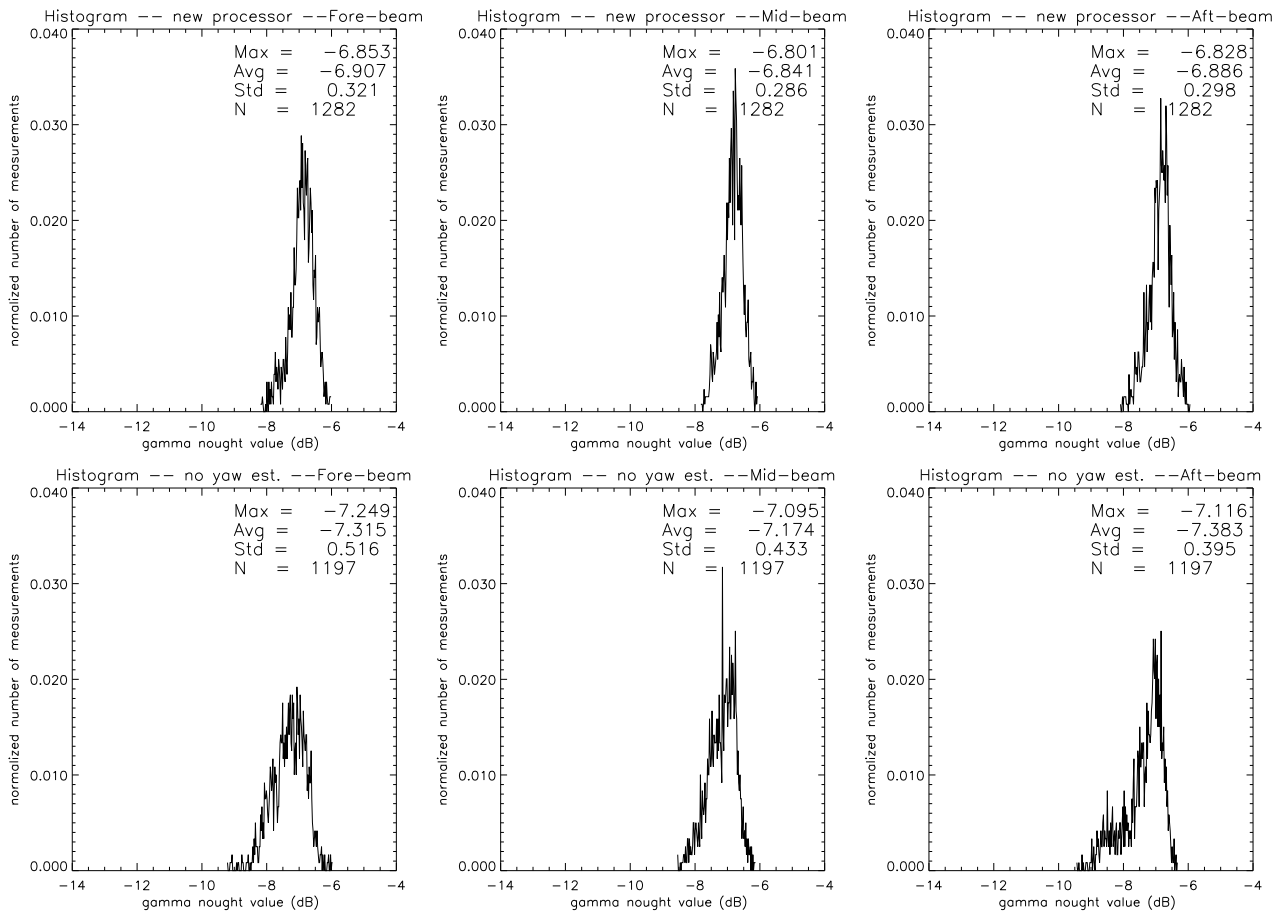 Histogram -- new processor --Fore-beam
Max = -6.853
Avg = -6.907
Std = 0.321
N = 1282
0.040
0.030
0.020
0.010
0.000
normalized number of measurements
-14 -12 -10 -8 -6 -4
gamma nought value (dB)
Histogram -- new processor --Mid-beam
Max = -6.801
Avg = -6.841
Std = 0.286
N = 1282
0.040
0.030
0.020
0.010
0.000
normalized number of measurements
-14 -12 -10 -8 -6 -4
gamma nought value (dB)
Histogram -- new processor --Aft-beam
Max = -6.828
Avg = -6.886
Std = 0.298
N = 1282
0.040
0.030
0.020
0.010
0.000
normalized number of measurements
-14 -12 -10 -8 -6 -4
gamma nought value (dB)
Histogram -- no yaw est. --Fore-beam
Max = -7.249
Avg = -7.315
Std = 0.516
N = 1197
0.040
0.030
0.020
0.010
0.000
normalized number of measurements
-14 -12 -10 -8 -6 -4
gamma nought value (dB)
Histogram -- no yaw est. --Mid-beam
Max = -7.095
Avg = -7.174
Std = 0.433
N = 1197
0.040
0.030
0.020
0.010
0.000
normalized number of measurements
-14 -12 -10 -8 -6 -4
gamma nought value (dB)
Histogram -- no yaw est. --Aft-beam
Max = -7.116
Avg = -7.383
Std = 0.395
N = 1197
0.040
0.030
0.020
0.010
0.000
normalized number of measurements
-14 -12 -10 -8 -6 -4
gamma nought value (dB)